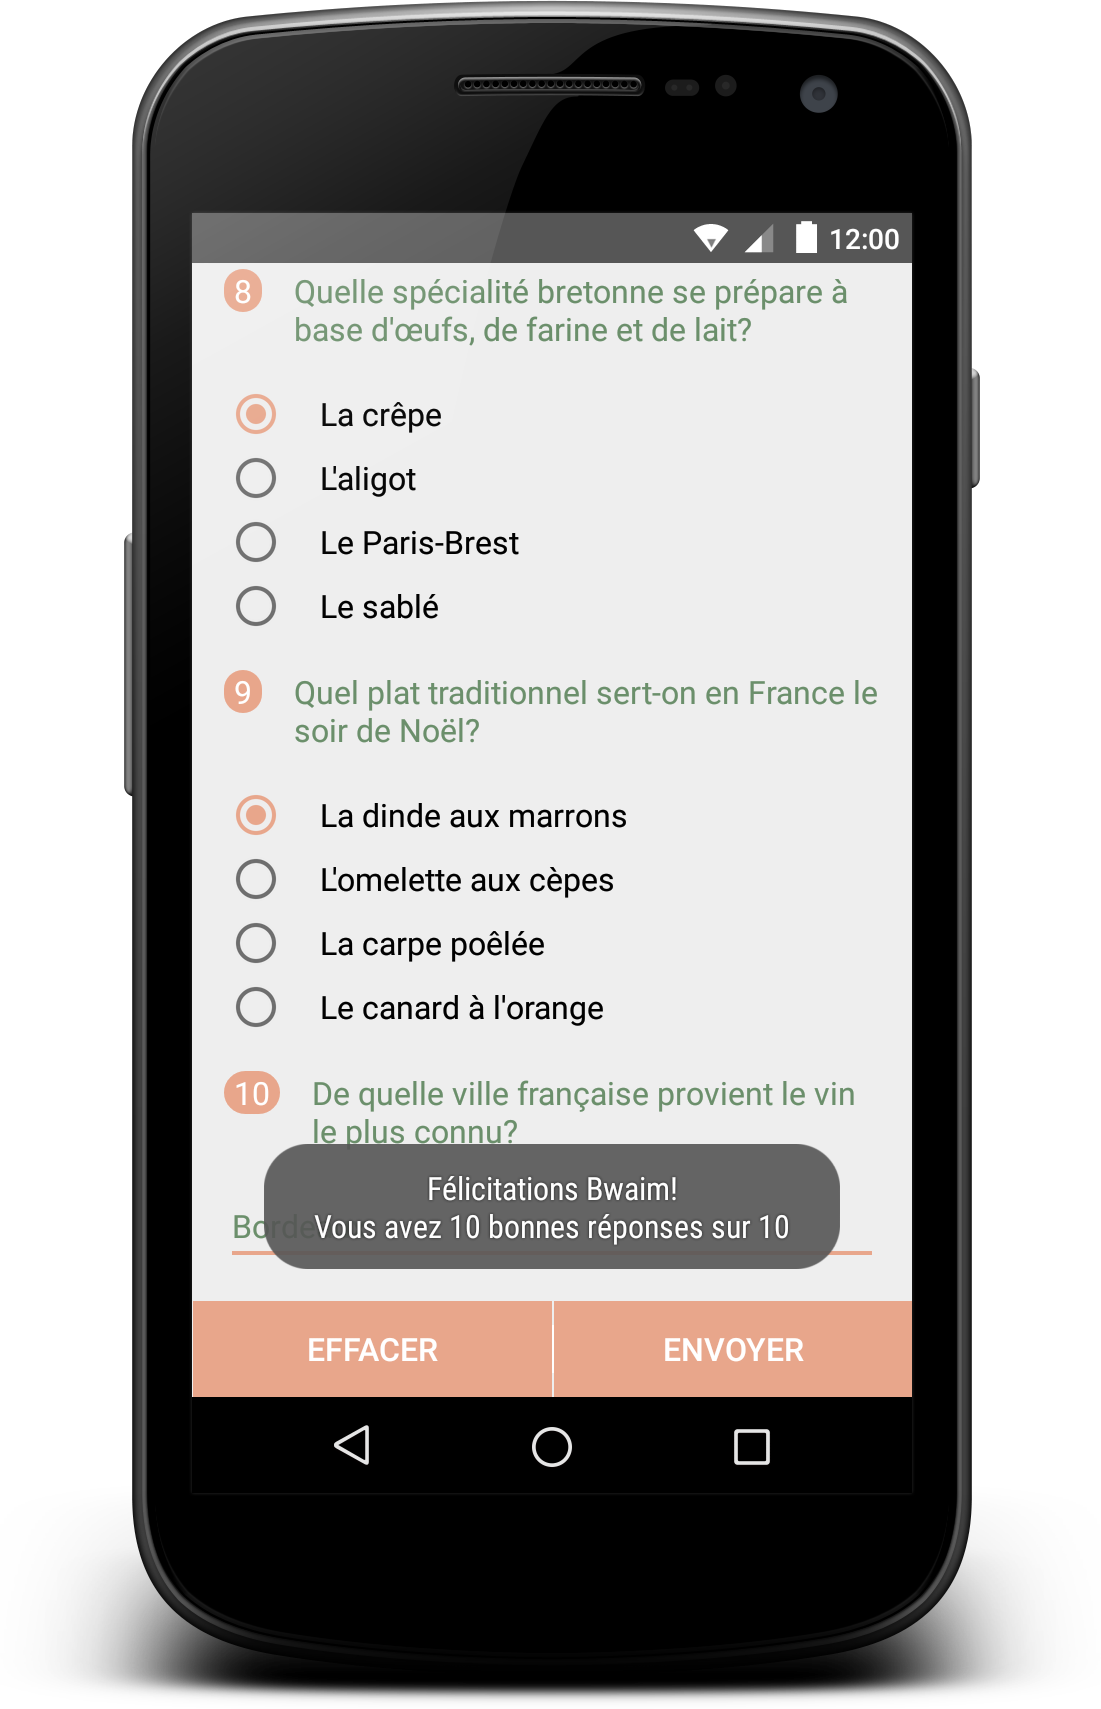 12:00
8 Quelle spécialité bretonne se prépare à
base d'œufs, de farine et de lait?
La crêpe
L'aligot
Le Paris-Brest
Le sablé
9 Quel plat traditionnel sert-on en France le
soir de Noël?
La dinde aux marrons
L'omelette aux cèpes
La carpe poêlée
Le canard à l'orange
10 De quelle ville française provient le vin
le plus connu?
Félicitations Bwaim!
Vous avez 10 bonnes réponses sur 10
EFFACER ENVOYER